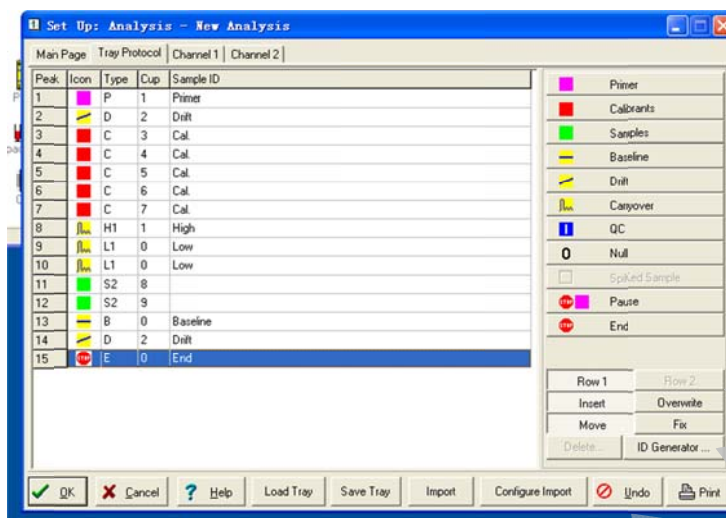 Set Up: Analysis - New Analysis
Main Page Tray Protocol Channel 1 Channel 2
Peak Icon Type Cup Sample ID
1 P 1 Primer
2 D 2 Drift
3 C 3 Cal.
4 C 4 Cal.
5 C 5 Cal.
6 C 6 Cal.
7 C 7 Cal.
8 H1 1 High
9 L1 0 Low
10 L1 0 Low
11 S2 8
12 S2 9
13 B 0 Baseline
14 D 2 Drift
15 STOP E 0 End
Primer
Calibrants
Samples
Baseline
Drift
Carryover
QC
0 Null
SpiKed Sample
STOP Pause
STOP End
Row 1 Row 2
Insert Overwrite
Move Fix
Delete... ID Generator ...
OK Cancel ? Help Load Tray Save Tray Import Configure Import Undo Print